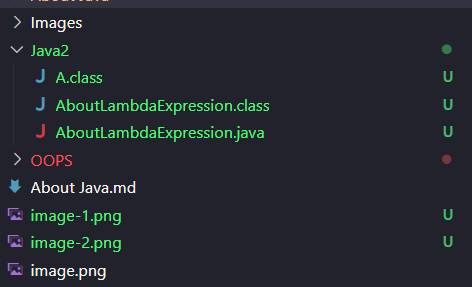 Images
Java2
A.class U
AboutLambdaExpression.class U
AboutLambdaExpression.java U
OOPS
About Java.md
image-1.png U
image-2.png U
image.png